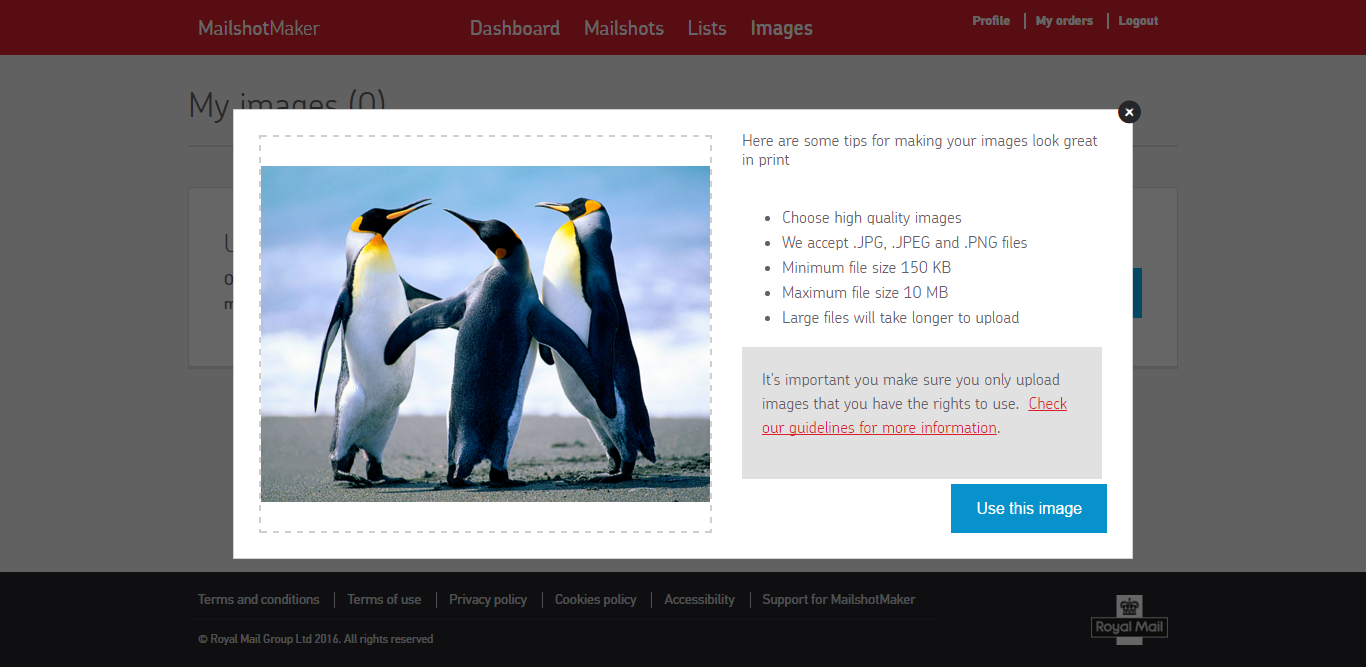 MailshotMaker
Dashboard Mailshots Lists Images
Profile My orders Logout
My images (0)
Here are some tips for making your images look great
in print
Choose high quality images
We accept .JPG, .JPEG and .PNG files
Minimum file size 150 KB
Maximum file size 10 MB
Large files will take longer to upload
It's important you make sure you only upload
images that you have the rights to use. Check
our guidelines for more information.
Use this image
Terms and conditions Terms of use Privacy policy Cookies policy Accessibility Support for MailshotMaker
© Royal Mail Group Ltd 2016. All rights reserved
Royal Mail